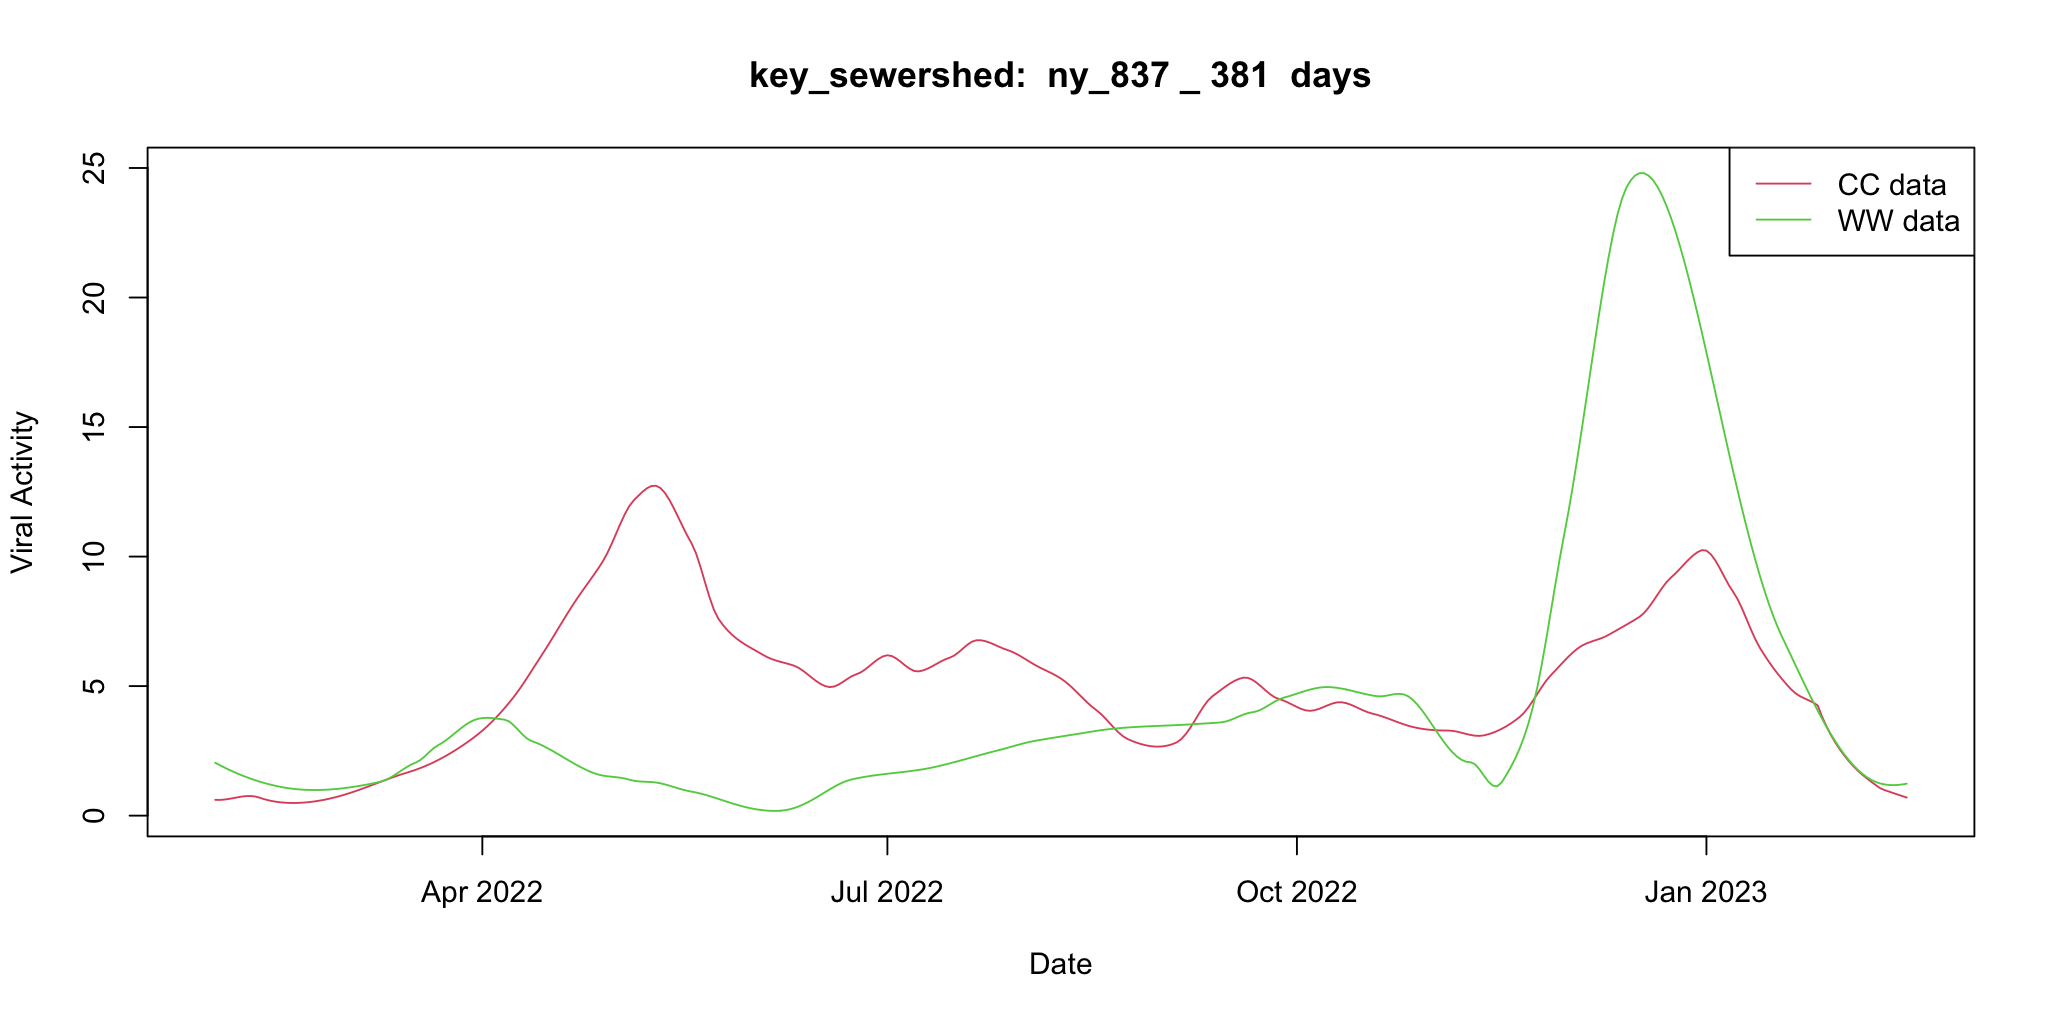 key_sewershed:  ny_837 _ 381  days
CC data
WW data
Viral Activity
25
20
15
10
5
0
Apr 2022
Jul 2022
Oct 2022
Jan 2023
Date